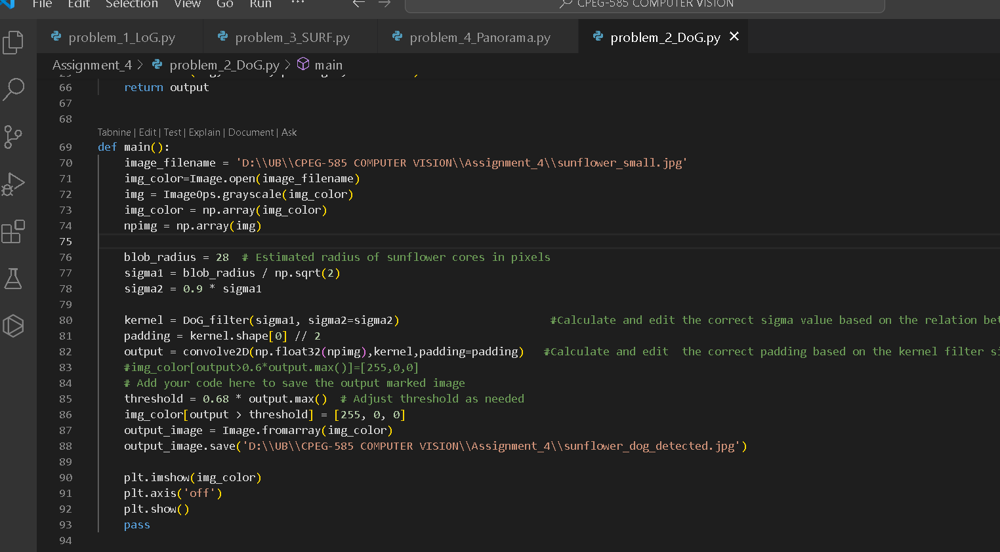 File Edit Selection View Go Run ··· CPEG-585 COMPUTER VISION
problem_1_LoG.py problem_3_SURF.py problem_4_Panorama.py problem_2_DoG.py
Assignment_4 > problem_2_DoG.py > main
66 return output
67
68
Tabnine | Edit | Test | Explain | Document | Ask
69 def main():
70 image_filename = 'D:\\UB\\CPEG-585 COMPUTER VISION\\Assignment_4\\sunflower_small.jpg'
71 img_color=Image.open(image_filename)
72 img = ImageOps.grayscale(img_color)
73 img_color = np.array(img_color)
74 npimg = np.array(img)
75
76 blob_radius = 28 # Estimated radius of sunflower cores in pixels
77 sigma1 = blob_radius / np.sqrt(2)
78 sigma2 = 0.9 * sigma1
79
80 kernel = DoG_filter(sigma1, sigma2=sigma2) #Calculate and edit the correct sigma value based on the relation
81 padding = kernel.shape[0] // 2
82 output = convolve2D(np.float32(npimg),kernel,padding=padding) #Calculate and edit  the correct padding based on the kernel filter
83 #img_color[output>0.6*output.max()]=[255,0,0]
84 # Add your code here to save the output marked image
85 threshold = 0.68 * output.max() # Adjust threshold as needed
86 img_color[output > threshold] = [255, 0, 0]
87 output_image = Image.fromarray(img_color)
88 output_image.save('D:\\UB\\CPEG-585 COMPUTER VISION\\Assignment_4\\sunflower_dog_detected.jpg')
89
90 plt.imshow(img_color)
91 plt.axis('off')
92 plt.show()
93 pass
94